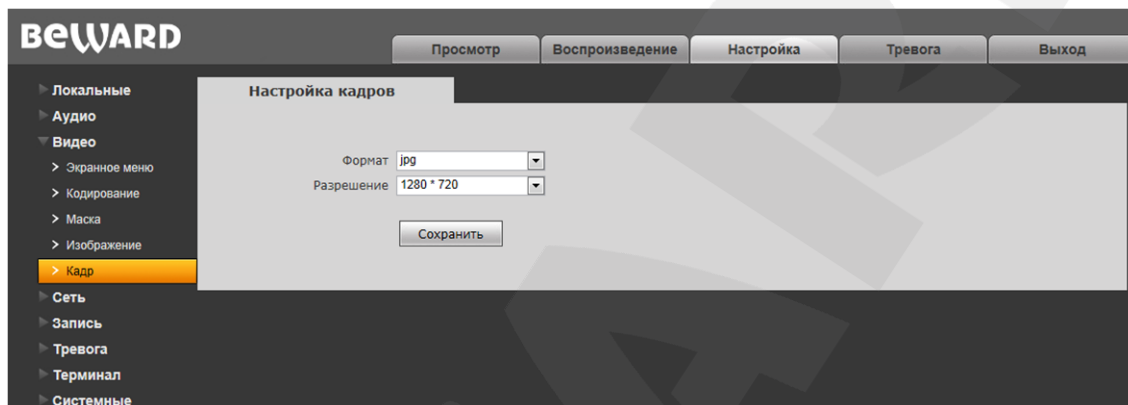 BEWARD
Просмотр Воспроизведение Настройка Тревога Выход
Локальные
Аудио
Видео
Экранное меню
Кодирование
Маска
Изображение
Кадр
Сеть
Запись
Тревога
Терминал
Системные
Настройка кадров
Формат jpg
Разрешение 1280 * 720
Сохранить